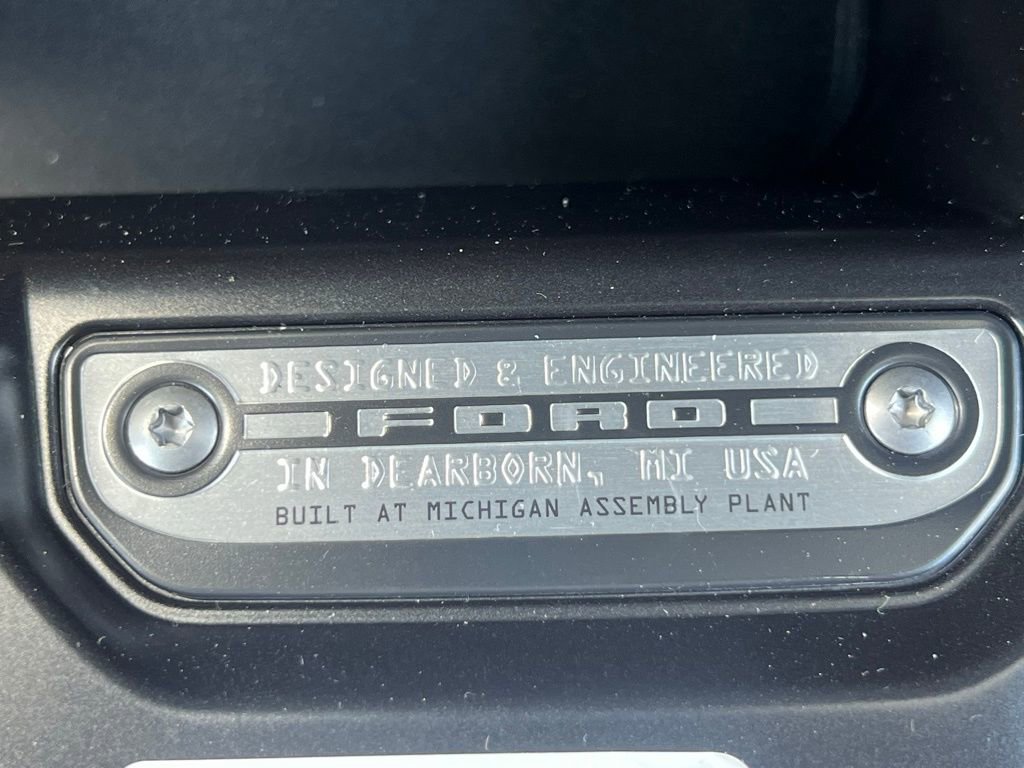 DESIGNED & ENGINEERED
FORD
IN DEARBORN, MI USA
BUILT AT MICHIGAN ASSEMBLY PLANT